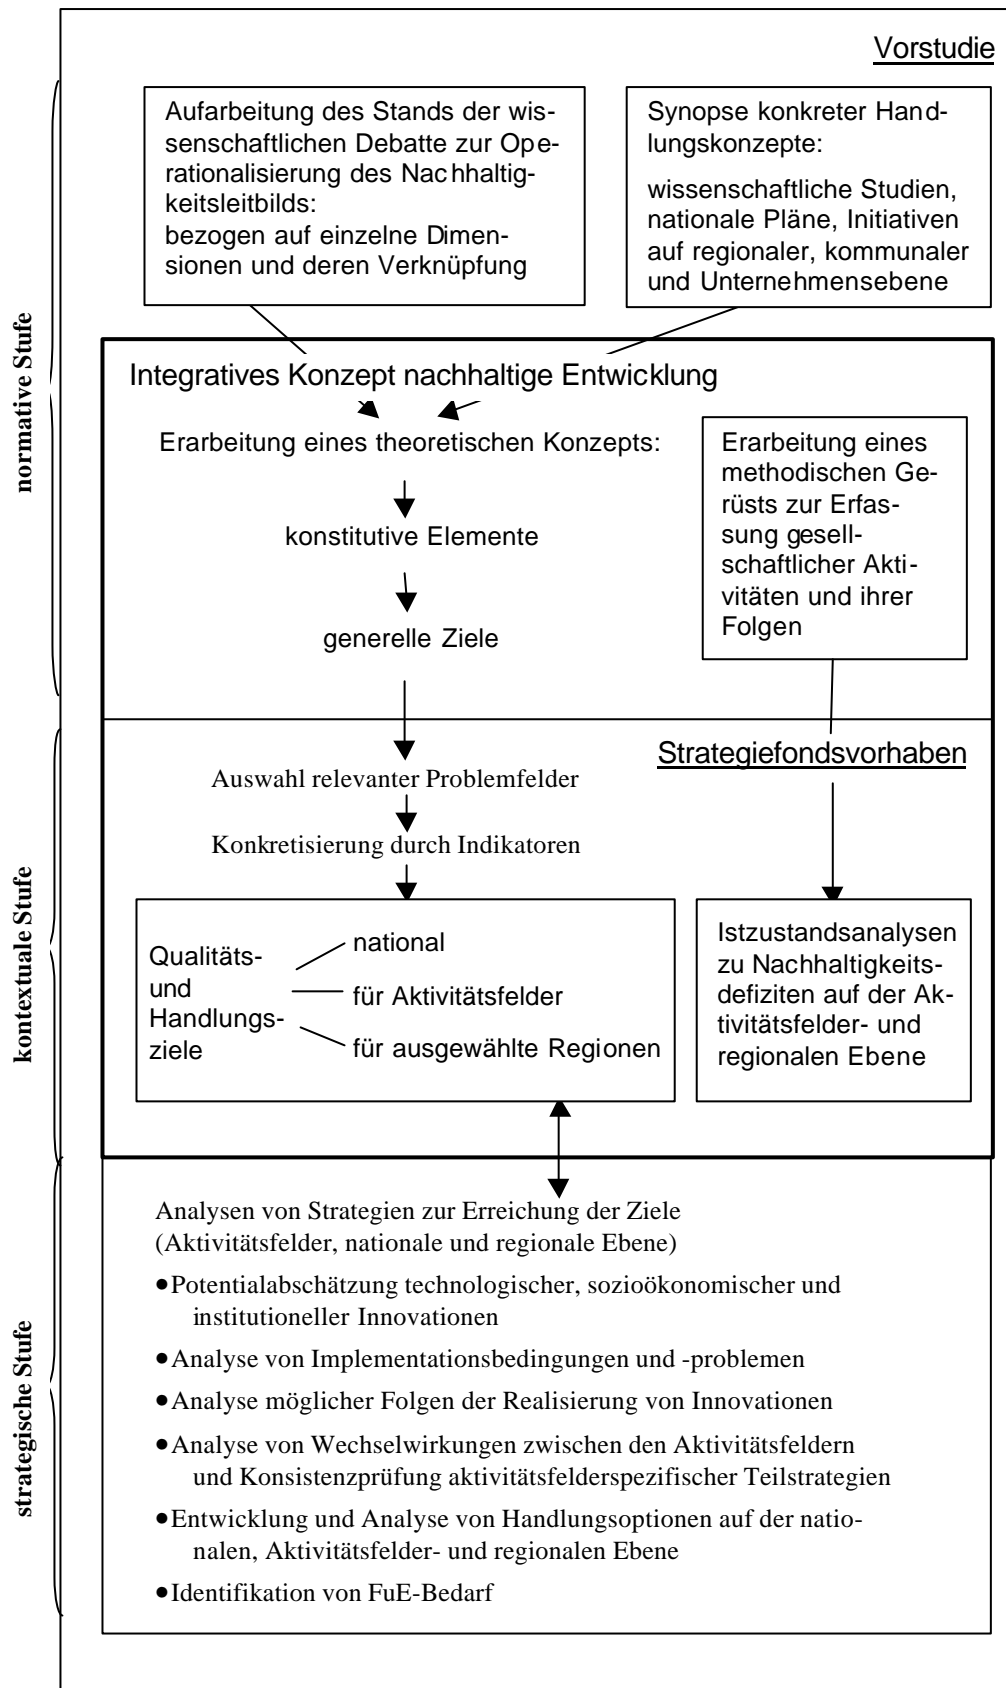 Vorstudie
Aufarbeitung des Stands der wis-
senschaftlichen Debatte zur Ope-
rationalisierung des Nachhaltig-
keitsleitbilds:
bezogen auf einzelne Dimen-
sionen und deren Verknüpfung
Synopse konkreter Hand-
lungskonzepte:
wissenschaftliche Studien,
nationale Pläne, Initiativen
auf regionaler, kommunaler
und Unternehmensebene
normative Stufe
Integratives Konzept nachhaltige Entwicklung
Erarbeitung eines theoretischen Konzepts:
konstitutive Elemente
generelle Ziele
Erarbeitung eines
methodischen Ge-
rüsts zur Erfas-
sung gesell-
schaftlicher Akti-
vitäten und ihrer
Folgen
kontextuale Stufe
Strategiefondsvorhaben
Auswahl relevanter Problemfelder
Konkretisierung durch Indikatoren
Qualitäts-
und
Handlungs-
ziele
national
für Aktivitätsfelder
für ausgewählte Regionen
Istzustandsanalysen
zu Nachhaltigkeits-
defiziten auf der Ak-
tivitätsfelder- und
regionalen Ebene
strategische Stufe
Analysen von Strategien zur Erreichung der Ziele
(Aktivitätsfelder, nationale und regionale Ebene)
•Potentialabschätzung technologischer, sozioökonomischer und
institutioneller Innovationen
•Analyse von Implementationsbedingungen und -problemen
•Analyse möglicher Folgen der Realisierung von Innovationen
•Analyse von Wechselwirkungen zwischen den Aktivitätsfeldern
und Konsistenzprüfung aktivitätsfelderspezifischer Teilstrategien
•Entwicklung und Analyse von Handlungsoptionen auf der natio-
nalen, Aktivitätsfelder- und regionalen Ebene
•Identifikation von FuE-Bedarf